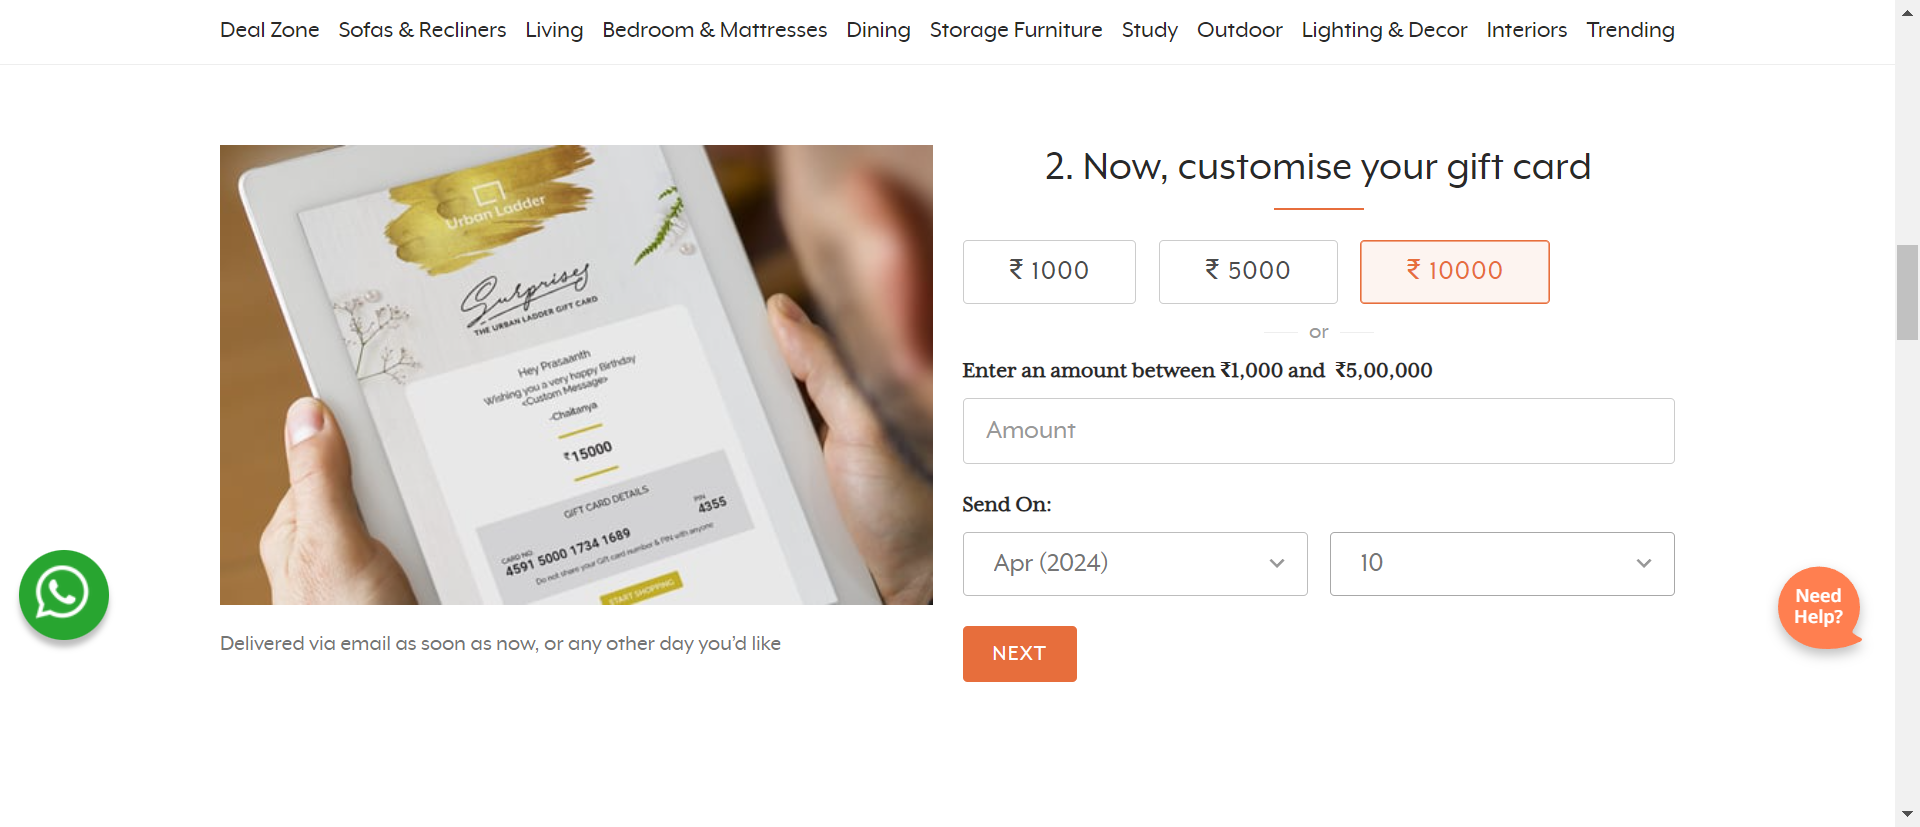 Deal Zone Sofas & Recliners Living Bedroom & Mattresses Dining Storage Furniture Study Outdoor Lighting & Decor Interiors Trending
Urban Ladder
Surprises
THE URBAN LADDER GIFT CARD
Hey Prasaanth
Wishing you a very happy Birthday
<Custom Message>
-Chaitanya
₹15000
GIFT CARD DETAILS
CARD NO. PIN
4591 5000 1734 1689 4355
Do not share your Gift card number & PIN with anyone
START SHOPPING
Delivered via email as soon as now, or any other day you’d like
2. Now, customise your gift card
₹ 1000 ₹ 5000 ₹ 10000
or
Enter an amount between ₹1,000 and ₹5,00,000
Amount
Send On:
Apr (2024) 10
NEXT
Need
Help?